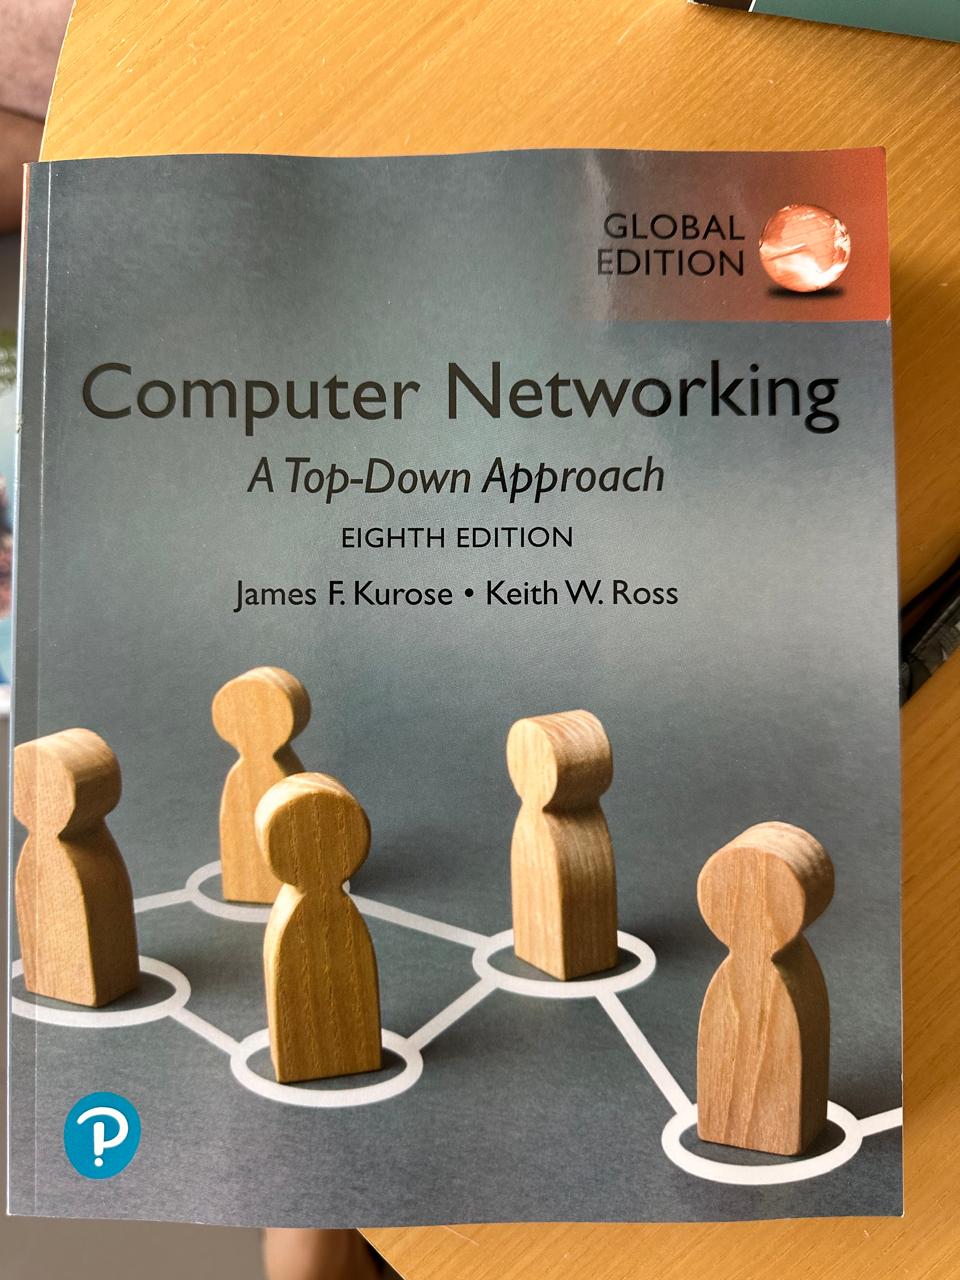 GLOBAL
EDITION
Computer Networking
A Top-Down Approach
EIGHTH EDITION
James F. Kurose • Keith W. Ross
P